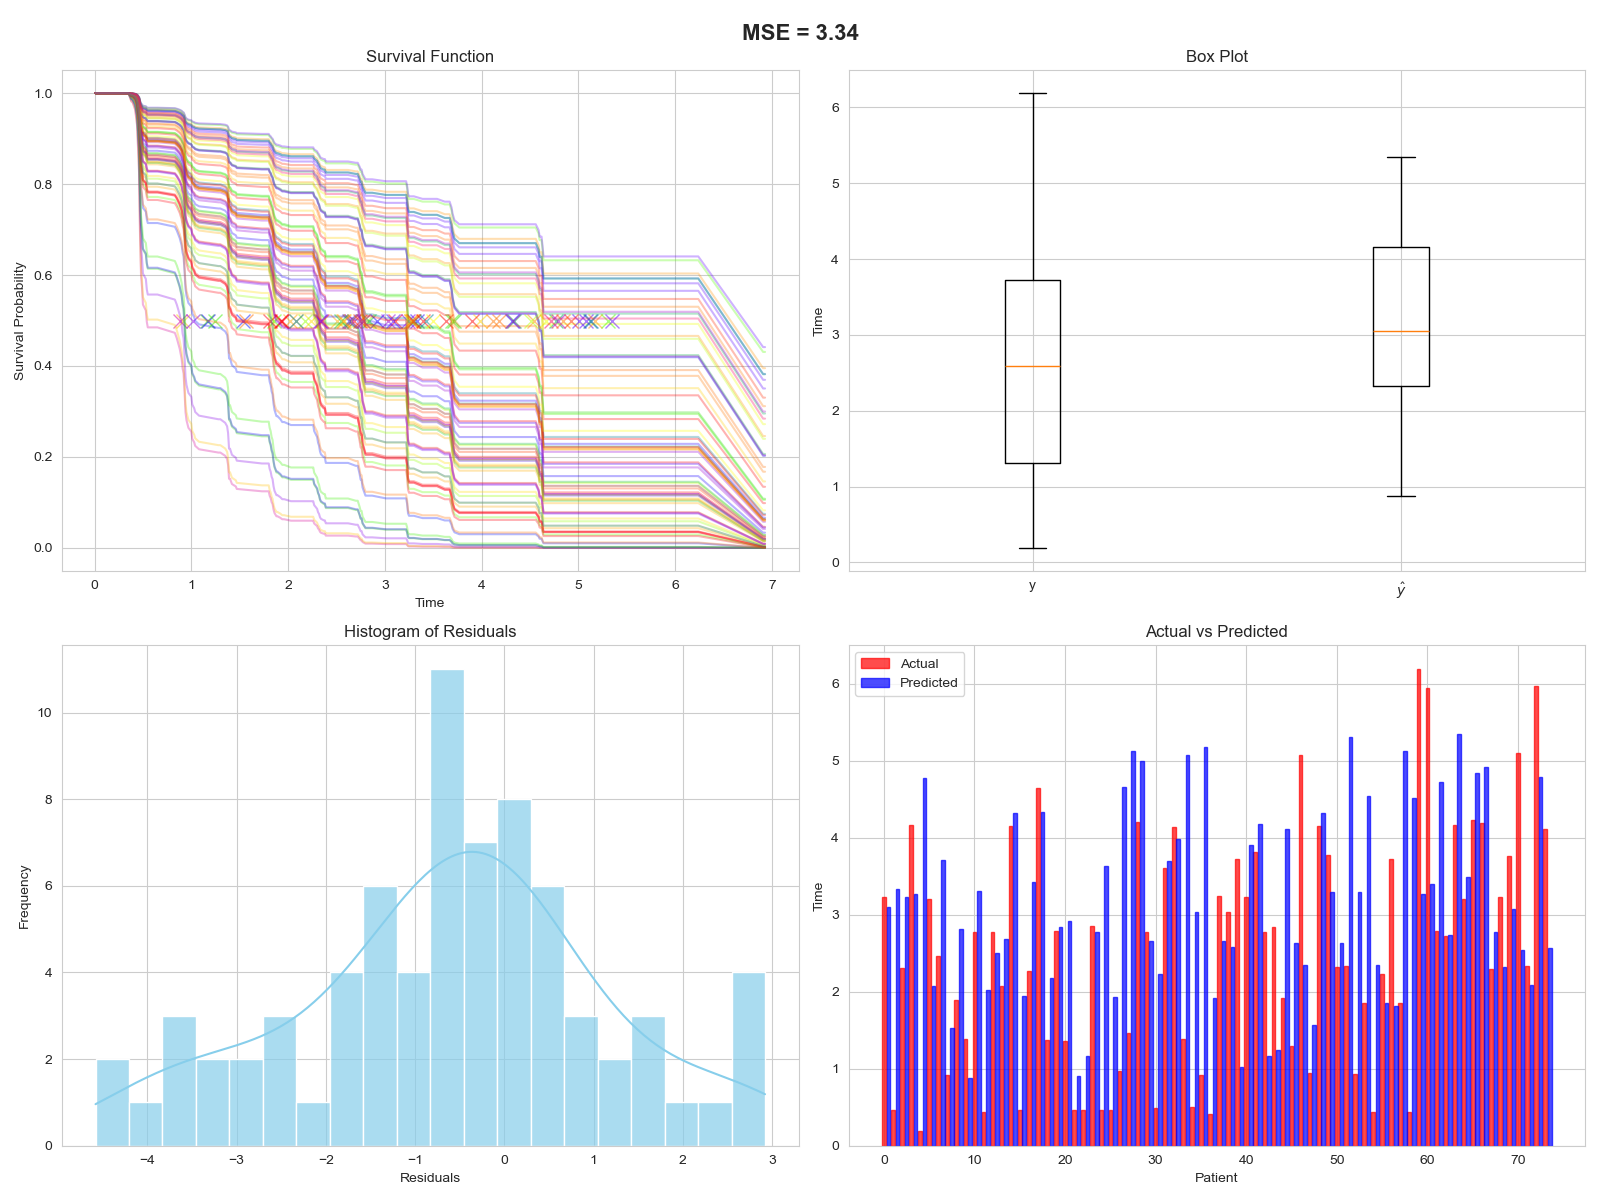 MSE = 3.34
Survival Function
Survival Probability
1.0
0.8
0.6
0.4
0.2
0.0
0 1 2 3 4 5 6 7
Time
Box Plot
Time
6
5
4
3
2
1
0
y ŷ
Histogram of Residuals
Frequency
10
8
6
4
2
0
−4 −3 −2 −1 0 1 2 3
Residuals
Actual vs Predicted
Actual
Predicted
Time
6
5
4
3
2
1
0
0 10 20 30 40 50 60 70
Patient